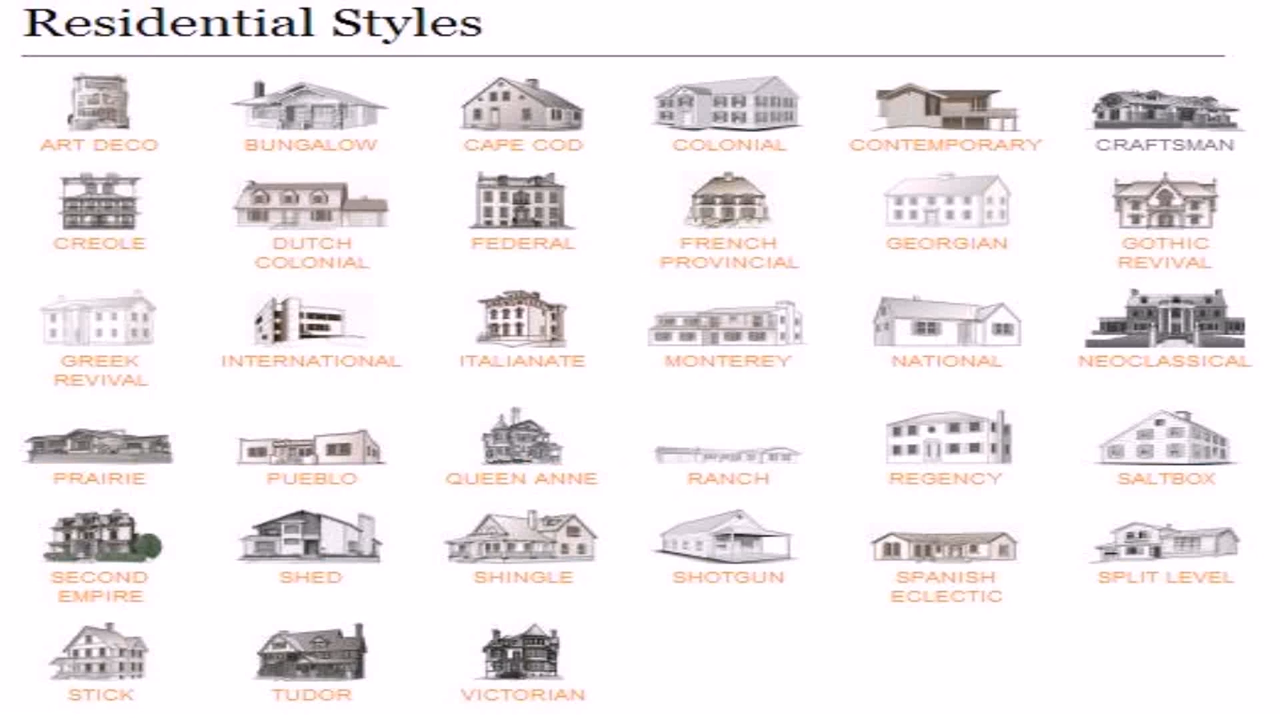 Residential Styles
ART DECO
BUNGALOW
CAPE COD
COLONIAL
CONTEMPORARY
CRAFTSMAN
CREOLE
DUTCH
COLONIAL
FEDERAL
FRENCH
PROVINCIAL
GEORGIAN
GOTHIC
REVIVAL
GREEK
REVIVAL
INTERNATIONAL
ITALIANATE
MONTEREY
NATIONAL
NEOCLASSICAL
PRAIRIE
PUEBLO
QUEEN ANNE
RANCH
REGENCY
SALTBOX
SECOND
EMPIRE
SHED
SHINGLE
SHOTGUN
SPANISH
ECLECTIC
SPLIT LEVEL
STICK
TUDOR
VICTORIAN